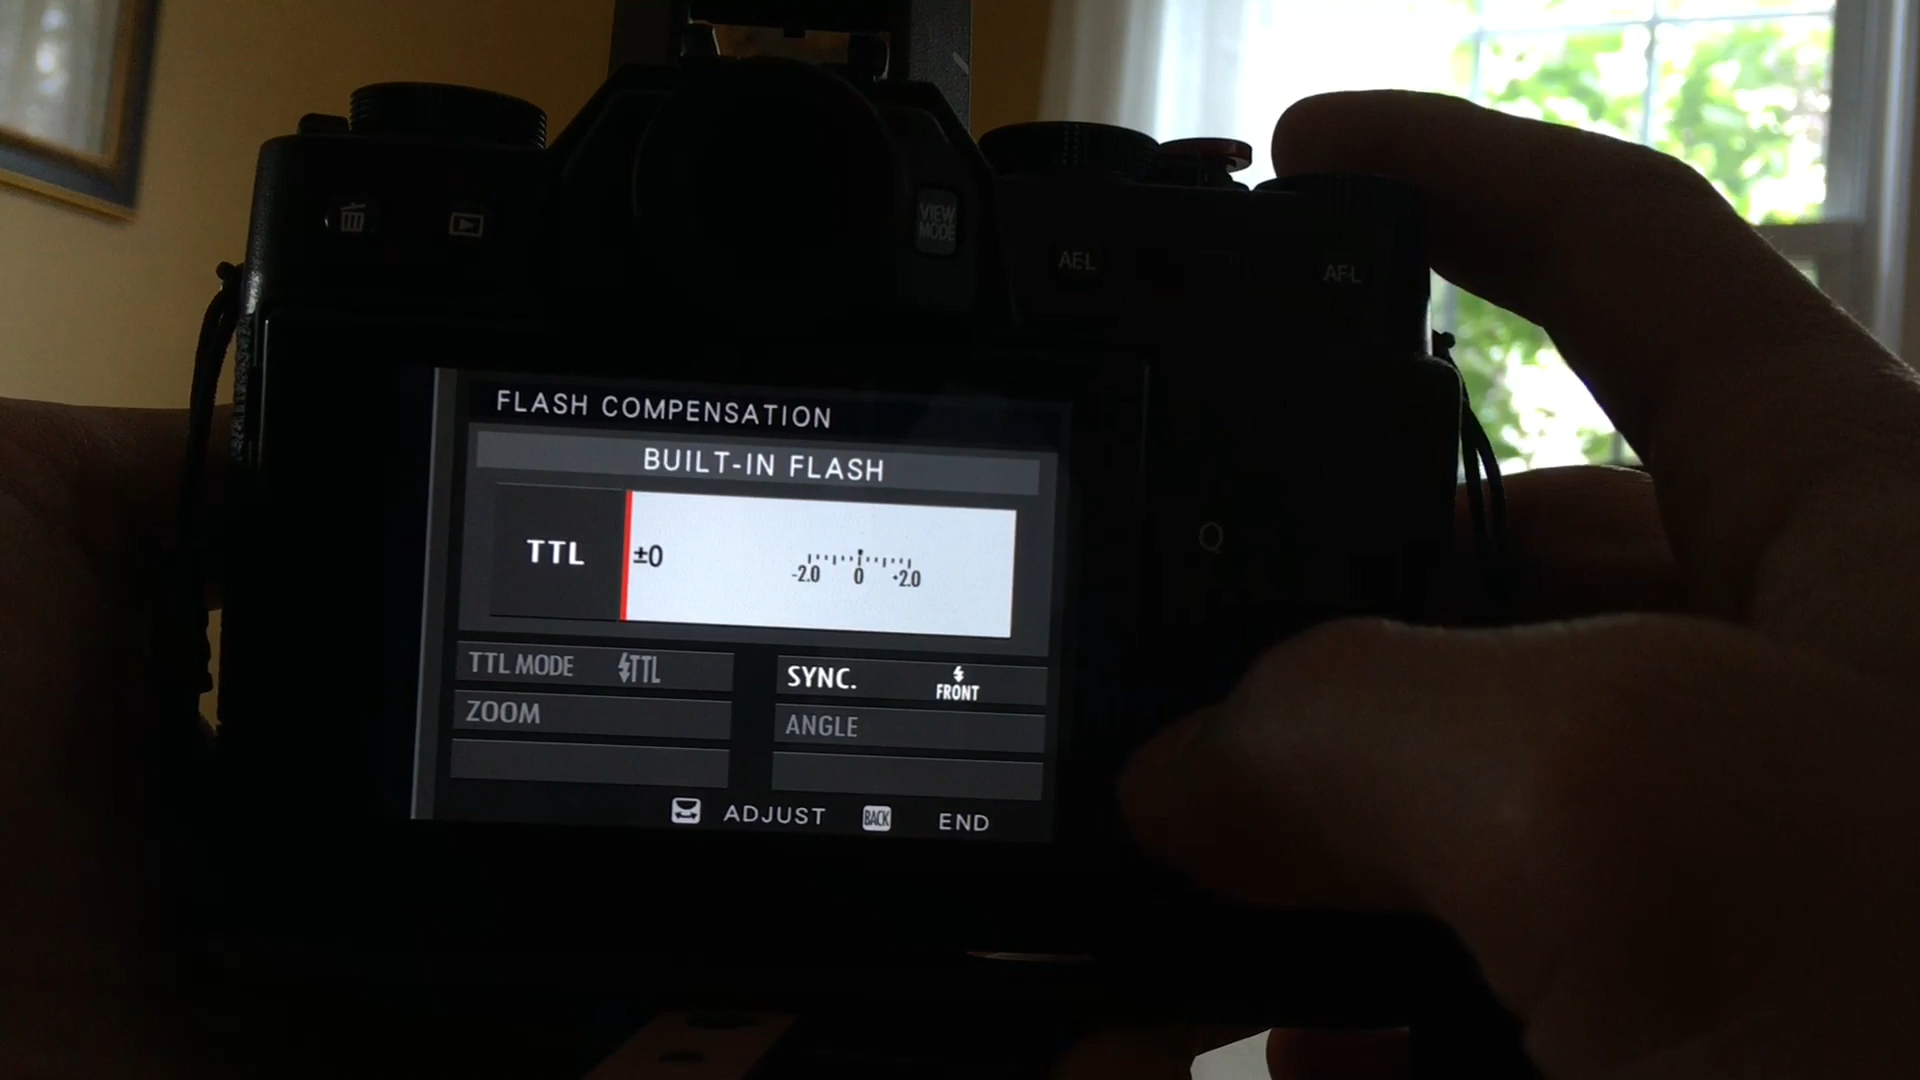 VIEW
MODE
AE-L
AF-L
FLASH COMPENSATION
BUILT-IN FLASH
TTL ±0
-2.0 0 +2.0
Q
TTL MODE TTL SYNC. FRONT
ZOOM ANGLE
ADJUST BACK END